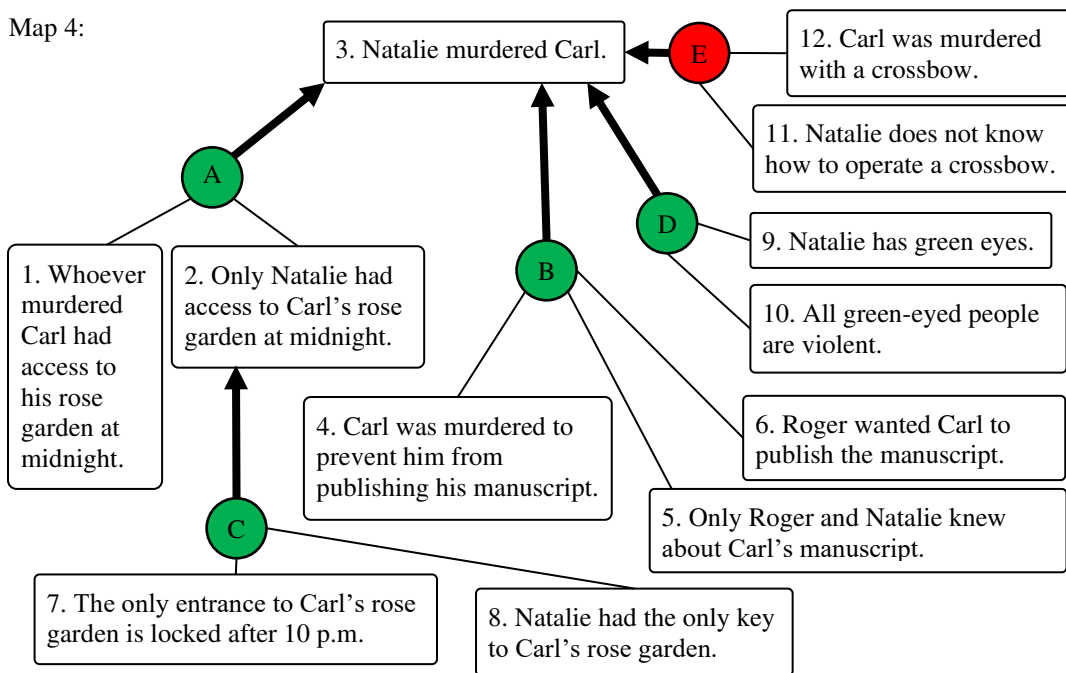 Map 4:
3. Natalie murdered Carl.
E
12. Carl was murdered
with a crossbow.
11. Natalie does not know
how to operate a crossbow.
A
D
9. Natalie has green eyes.
10. All green-eyed people
are violent.
B
1. Whoever
murdered
Carl had
access to
his rose
garden at
midnight.
2. Only Natalie had
access to Carl’s rose
garden at midnight.
4. Carl was murdered to
prevent him from
publishing his manuscript.
6. Roger wanted Carl to
publish the manuscript.
5. Only Roger and Natalie knew
about Carl’s manuscript.
C
7. The only entrance to Carl’s rose
garden is locked after 10 p.m.
8. Natalie had the only key
to Carl’s rose garden.